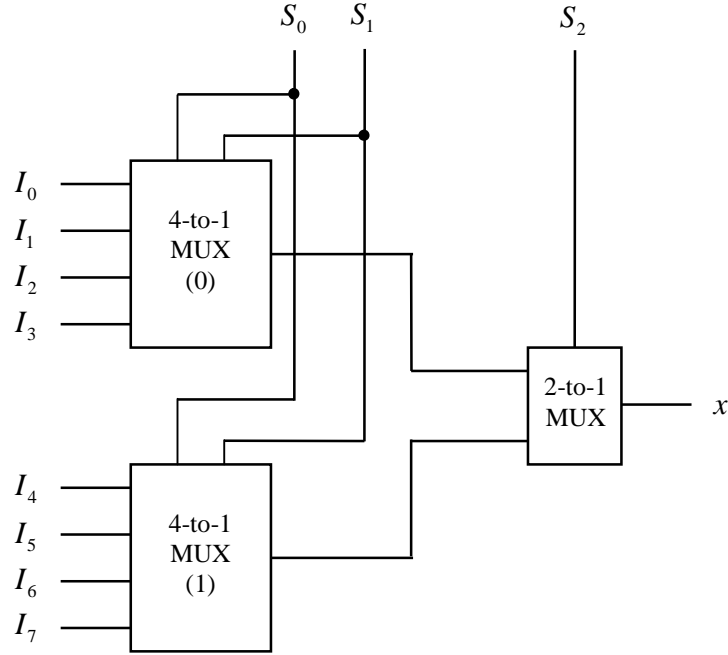 S₀ S₁ S₂
I₀
I₁
I₂
I₃
4-to-1
MUX
(0)
2-to-1
MUX
x
I₄
I₅
I₆
I₇
4-to-1
MUX
(1)